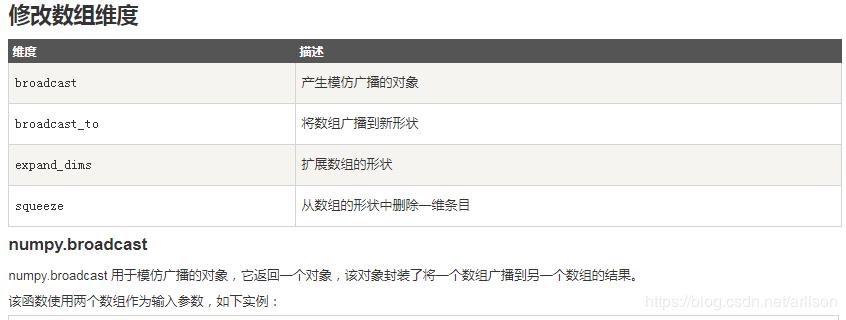 修改数组维度
维度 描述
broadcast 产生模仿广播的对象
broadcast_to 将数组广播到新形状
expand_dims 扩展数组的形状
squeeze 从数组的形状中删除一维条目
numpy.broadcast
numpy.broadcast 用于模仿广播的对象，它返回一个对象，该对象封装了将一个数组广播到另一个数组的结果。
该函数使用两个数组作为输入参数，如下实例：
https://blog.csdn.net/arlison